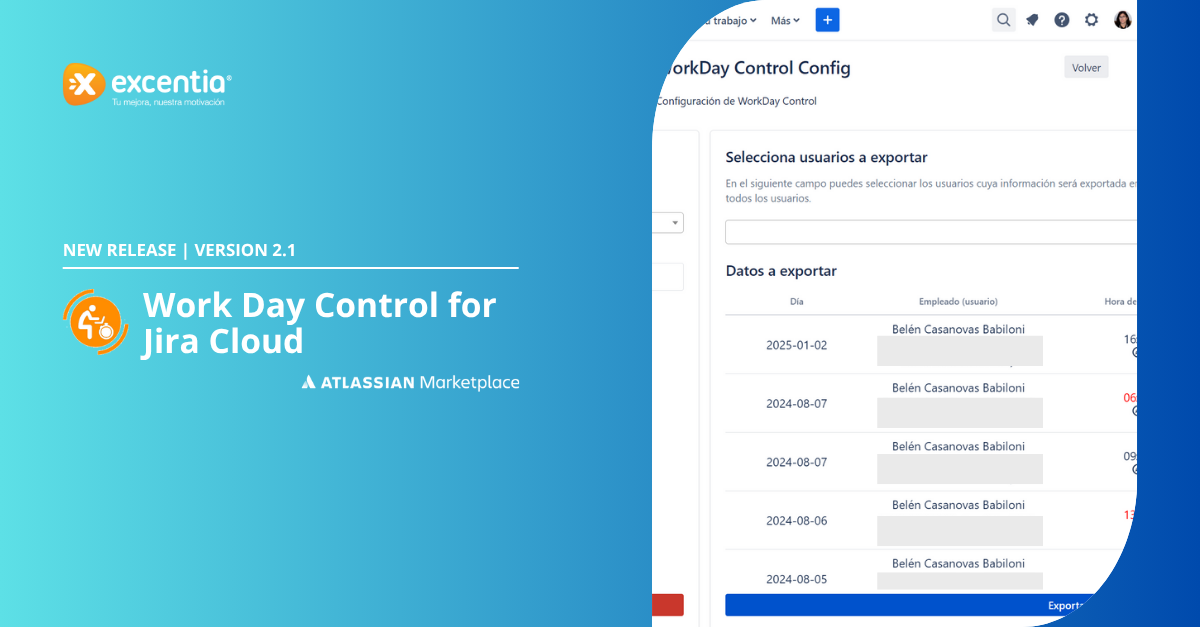 excentia®
Tu mejora, nuestra motivación
NEW RELEASE | VERSION 2.1
Work Day Control for
Jira Cloud
ATLASSIAN Marketplace
trabajo
Más
+
WorkDay Control Config
Volver
Configuración de WorkDay Control
Selecciona usuarios a exportar
En el siguiente campo puedes seleccionar los usuarios cuya información será exportada
todos los usuarios.
Datos a exportar
Día Empleado (usuario) Hora de
2025-01-02 Belén Casanovas Babiloni 16:
2024-08-07 Belén Casanovas Babiloni 06:
2024-08-07 Belén Casanovas Babiloni 09:
2024-08-06 Belén Casanovas Babiloni 13
2024-08-05 Belén Casanovas Babiloni
Exporta